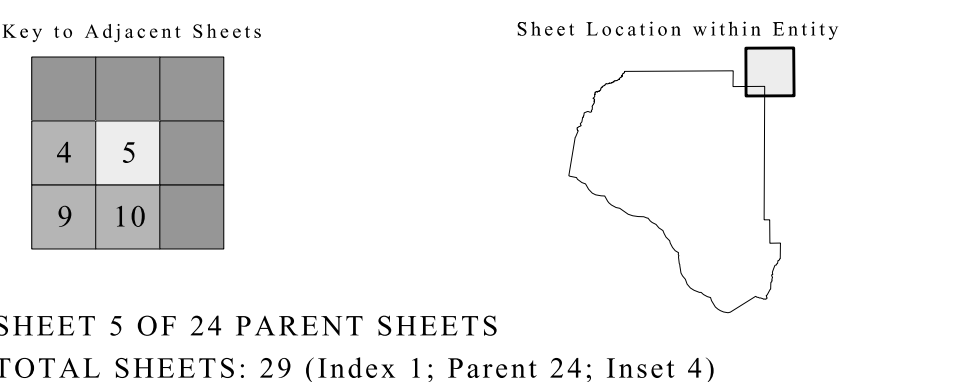 Key to Adjacent Sheets
Sheet Location within Entity
4 5
9 10
SHEET 5 OF 24 PARENT SHEETS
TOTAL SHEETS: 29 (Index 1; Parent 24; Inset 4)